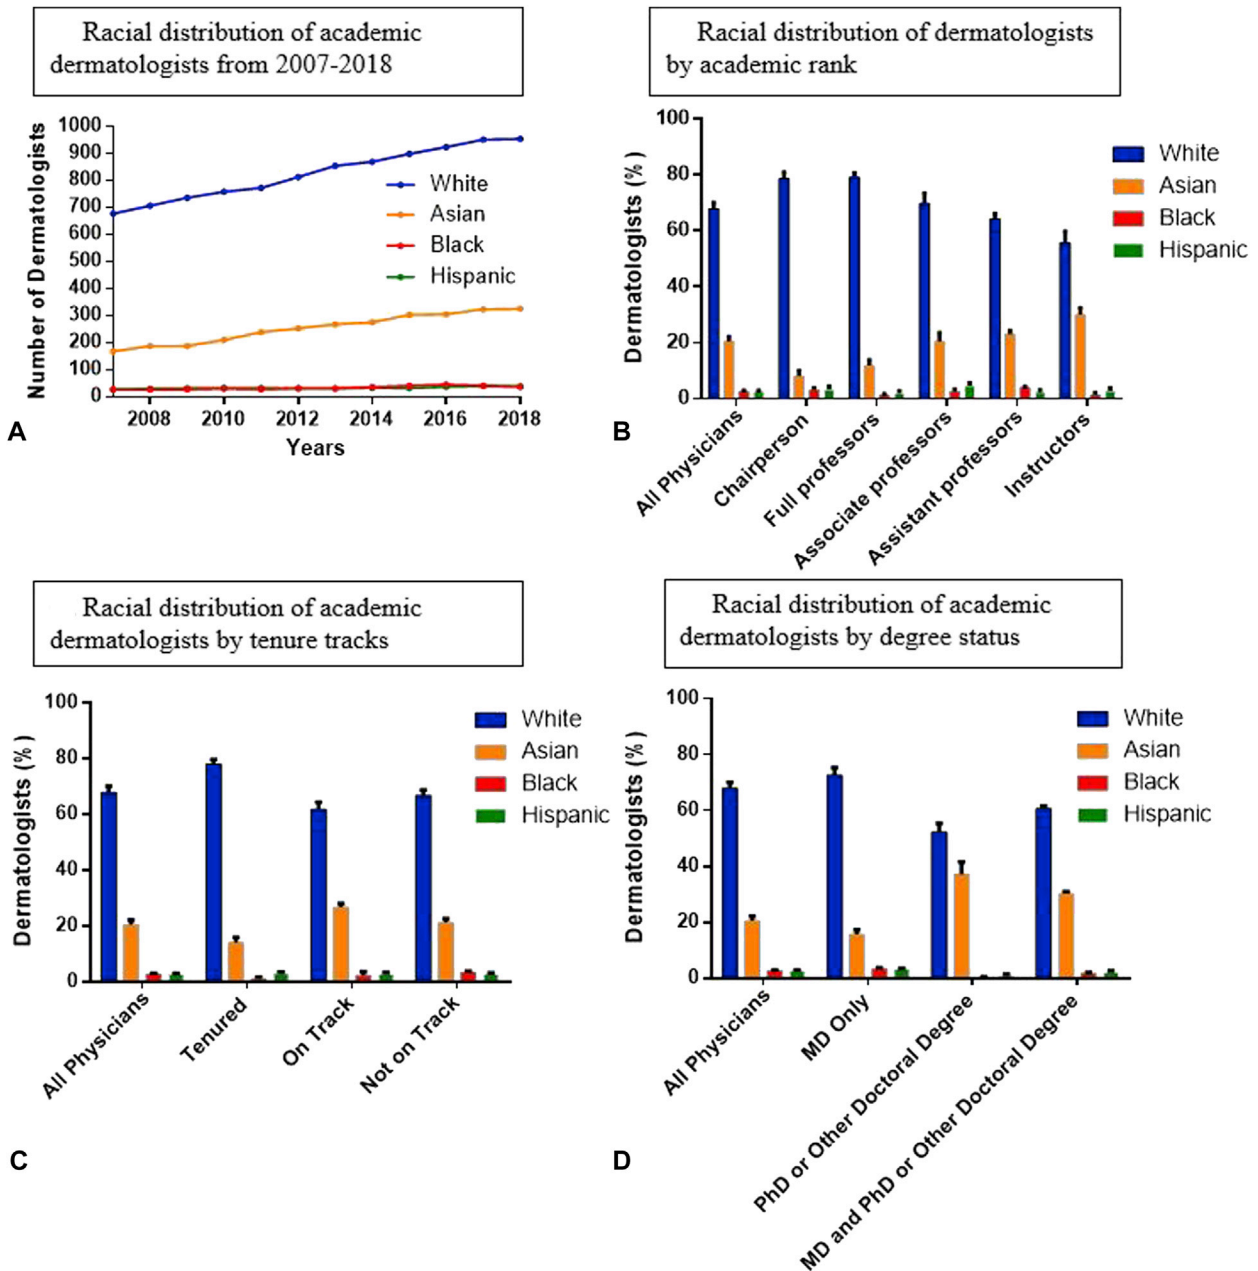 Racial distribution of academic
dermatologists from 2007-2018
1000
900
800
700
600
500
400
300
200
100
0
Number of Dermatologists
White
Asian
Black
Hispanic
2008 2010 2012 2014 2016 2018
Years
A
Racial distribution of dermatologists
by academic rank
100
80
60
40
20
0
Dermatologists (%)
White
Asian
Black
Hispanic
All Physicians
Chairperson
Full professors
Associate professors
Assistant professors
Instructors
B
Racial distribution of academic
dermatologists by tenure tracks
100
80
60
40
20
0
Dermatologists (%)
White
Asian
Black
Hispanic
All Physicians
Tenured
On Track
Not on Track
C
Racial distribution of academic
dermatologists by degree status
100
80
60
40
20
0
Dermatologists (%)
White
Asian
Black
Hispanic
All Physicians
MD Only
PhD or Other Doctoral Degree
MD and PhD or Other Doctoral Degree
D